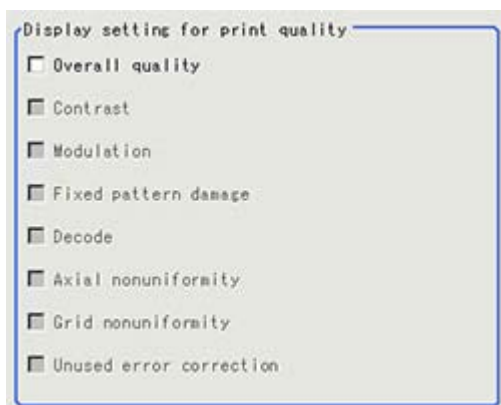 Display setting for print quality
Overall quality
Contrast
Modulation
Fixed pattern damage
Decode
Axial nonuniformity
Grid nonuniformity
Unused error correction